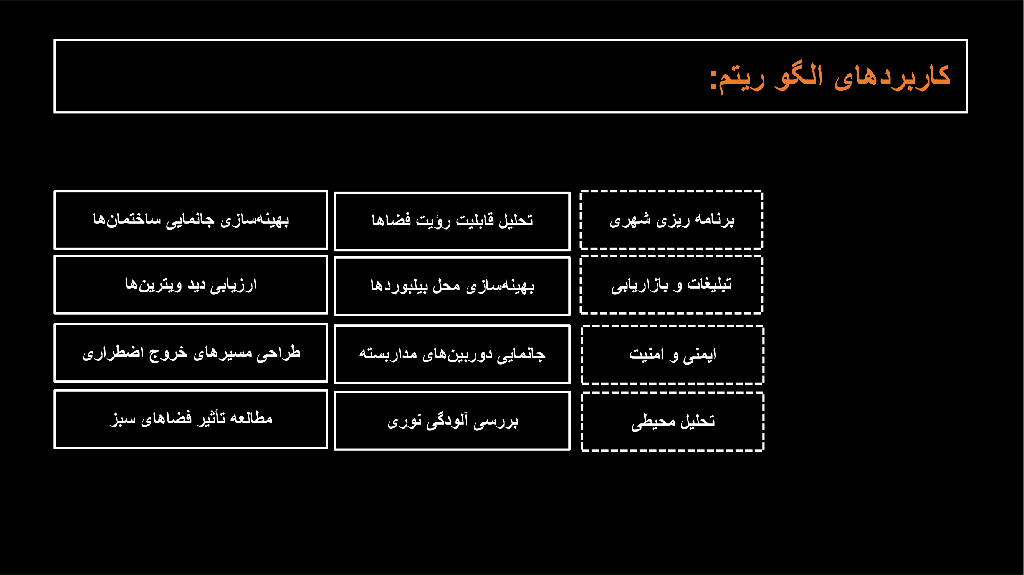 کاربردهای الگو ریتم:
برنامه ریزی شهری
تحلیل قابلیت رؤیت فضاها
بهینه‌سازی جانمایی ساختمان‌ها
تبلیغات و بازاریابی
بهینه‌سازی محل بیلبوردها
ارزیابی دید ویترین‌ها
ایمنی و امنیت
جانمایی دوربین‌های مداربسته
طراحی مسیرهای خروج اضطراری
تحلیل محیطی
بررسی آلودگی نوری
مطالعه تأثیر فضاهای سبز